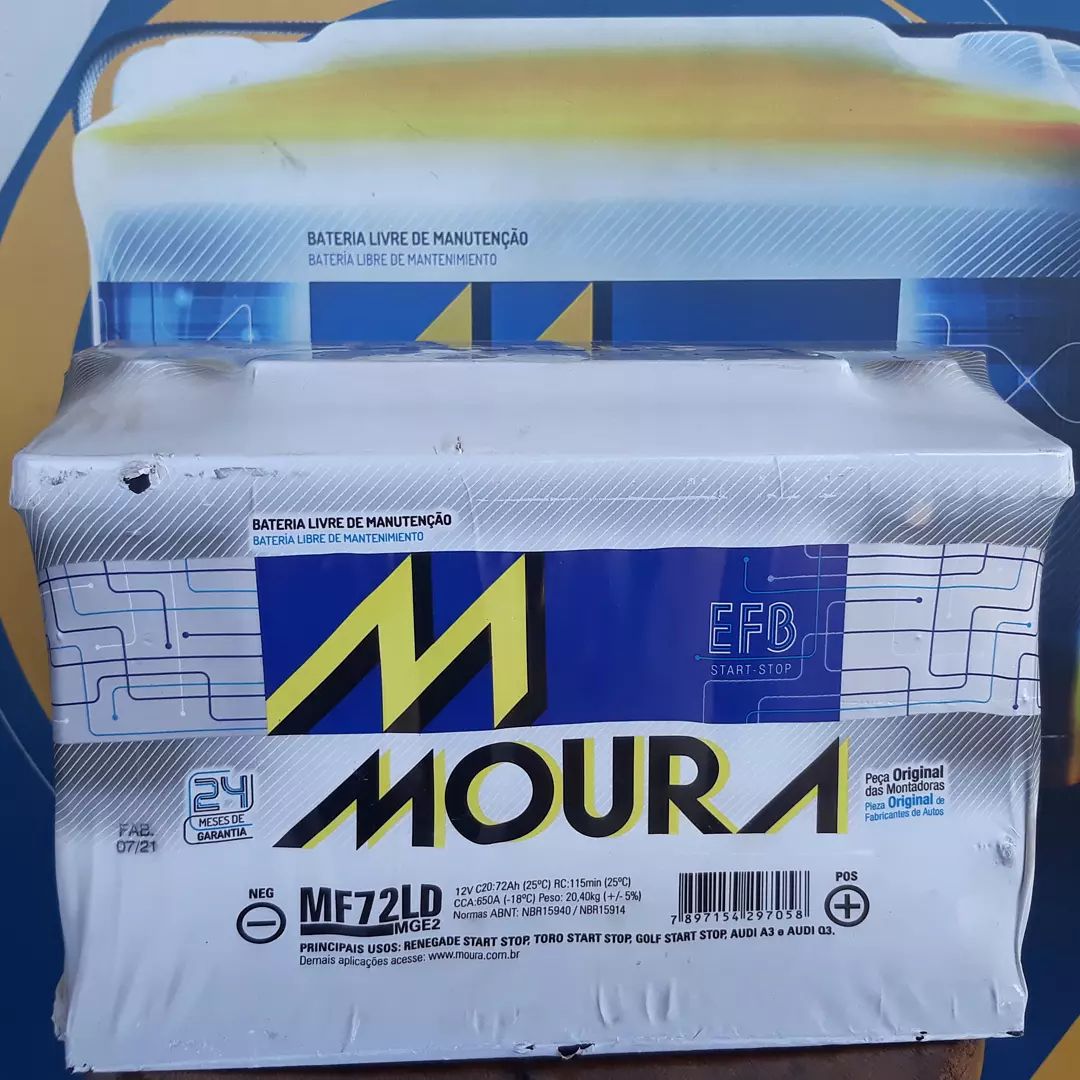 BATERIA LIVRE DE MANUTENÇÃO
BATERÍA LIBRE DE MANTENIMIENTO
BATERIA LIVRE DE MANUTENÇÃO
BATERÍA LIBRE DE MANTENIMIENTO
EFB
START-STOP
MOURA
24
MESES DE
GARANTIA
FAB.
07/21
Peça Original
das Montadoras
Pieza Original de
Fabricantes de Autos
NEG
MF72LD
MGE2
12V C20:72Ah (25ºC) RC:115min (25ºC)
CCA:650A (-18ºC) Peso: 20,40kg (+/- 5%)
Normas ABNT: NBR15940 / NBR15914
7897154297058
POS
PRINCIPAIS USOS: RENEGADE START STOP, TORO START STOP, GOLF START STOP, AUDI A3 e AUDI Q3.
Demais aplicações acesse: www.moura.com.br